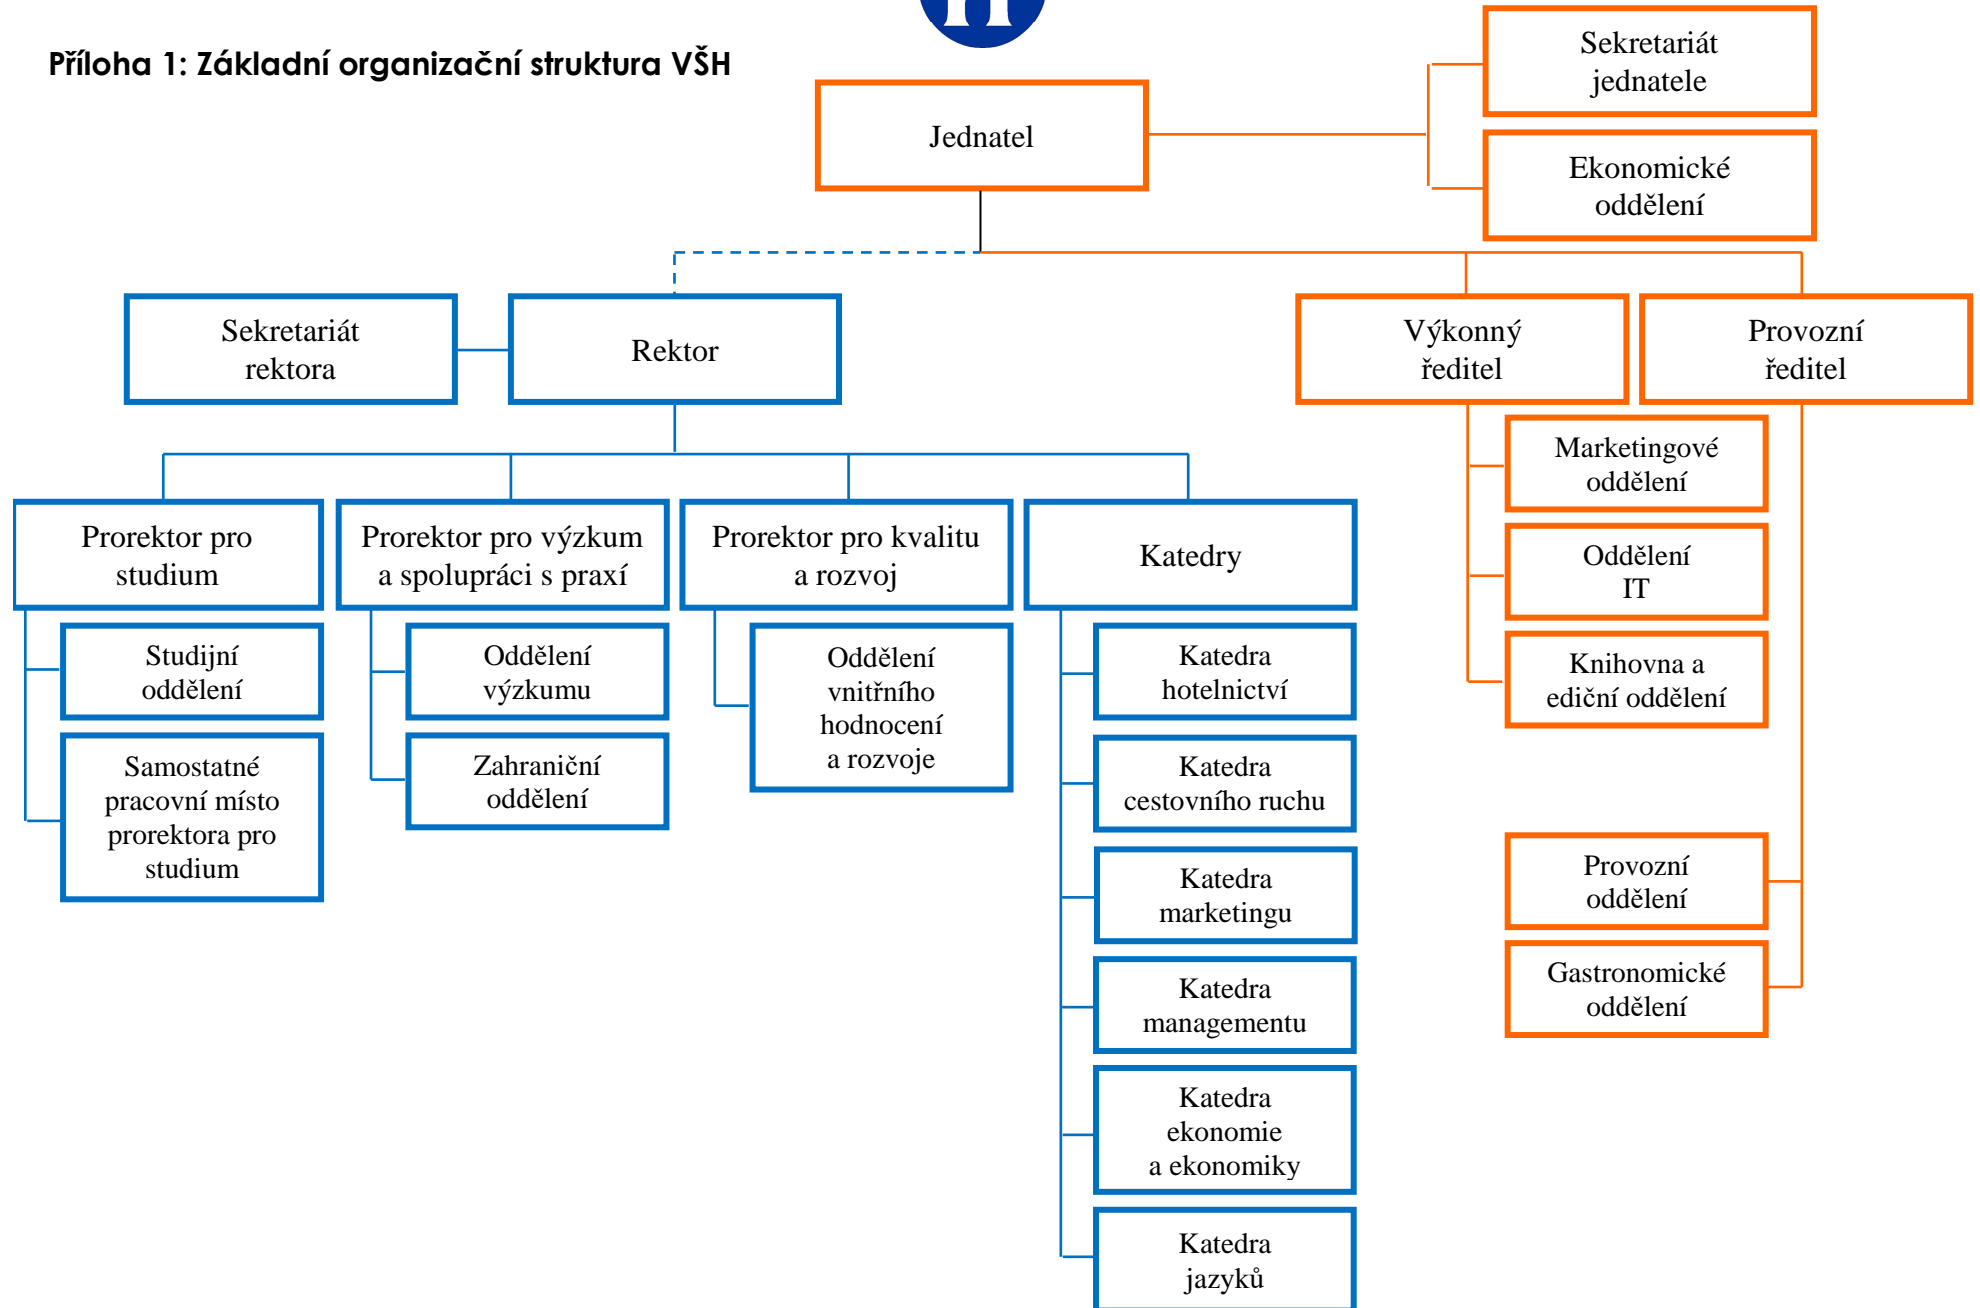 Příloha 1: Základní organizační struktura VŠH
Jednatel
Sekretariát
jednatele
Ekonomické
oddělení
Sekretariát
rektora
Rektor
Výkonný
ředitel
Provozní
ředitel
Prorektor pro
studium
Prorektor pro výzkum
a spolupráci s praxí
Prorektor pro kvalitu
a rozvoj
Katedry
Studijní
oddělení
Samostatné
pracovní místo
prorektora pro
studium
Oddělení
výzkumu
Zahraniční
oddělení
Oddělení
vnitřního
hodnocení
a rozvoje
Katedra
hotelnictví
Katedra
cestovního ruchu
Katedra
marketingu
Katedra
managementu
Katedra
ekonomie
a ekonomiky
Katedra
jazyků
Marketingové
oddělení
Oddělení
IT
Knihovna a
ediční oddělení
Provozní
oddělení
Gastronomické
oddělení